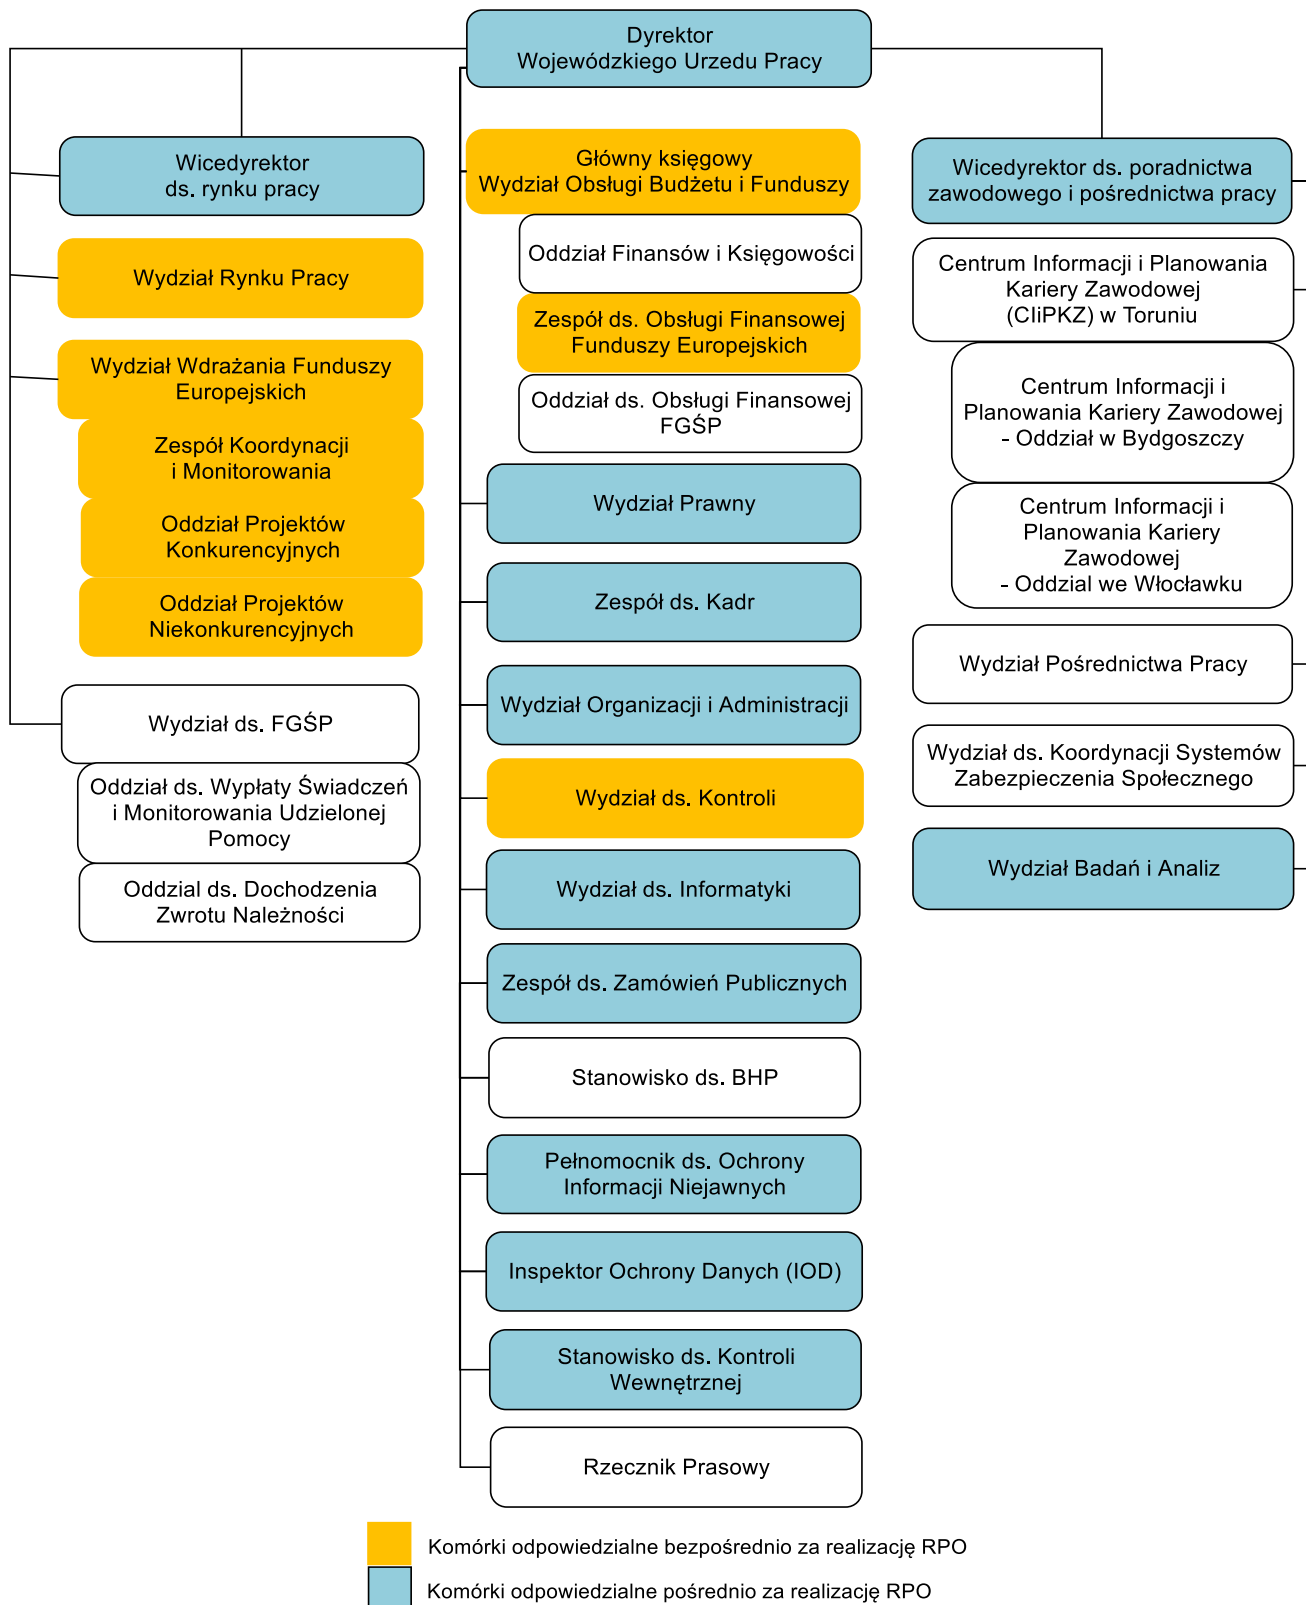 Dyrektor
Wojewódzkiego Urzedu Pracy
Wicedyrektor
ds. rynku pracy
Wydział Rynku Pracy
Wydział Wdrażania Funduszy
Europejskich
Zespół Koordynacji
i Monitorowania
Oddział Projektów
Konkurencyjnych
Oddział Projektów
Niekonkurencyjnych
Wydział ds. FGŚP
Oddział ds. Wypłaty Świadczeń
i Monitorowania Udzielonej
Pomocy
Oddzial ds. Dochodzenia
Zwrotu Należności
Główny księgowy
Wydział Obsługi Budżetu i Funduszy
Oddział Finansów i Księgowości
Zespół ds. Obsługi Finansowej
Funduszy Europejskich
Oddział ds. Obsługi Finansowej
FGŚP
Wydział Prawny
Zespół ds. Kadr
Wydział Organizacji i Administracji
Wydział ds. Kontroli
Wydział ds. Informatyki
Zespół ds. Zamówień Publicznych
Stanowisko ds. BHP
Pełnomocnik ds. Ochrony
Informacji Niejawnych
Inspektor Ochrony Danych (IOD)
Stanowisko ds. Kontroli
Wewnętrznej
Rzecznik Prasowy
Wicedyrektor ds. poradnictwa
zawodowego i pośrednictwa pracy
Centrum Informacji i Planowania
Kariery Zawodowej
(CIiPKZ) w Toruniu
Centrum Informacji i
Planowania Kariery Zawodowej
- Oddział w Bydgoszczy
Centrum Informacji i
Planowania Kariery
Zawodowej
- Oddzial we Włocławku
Wydział Pośrednictwa Pracy
Wydział ds. Koordynacji Systemów
Zabezpieczenia Społecznego
Wydział Badań i Analiz
Komórki odpowiedzialne bezpośrednio za realizację RPO
Komórki odpowiedzialne pośrednio za realizację RPO